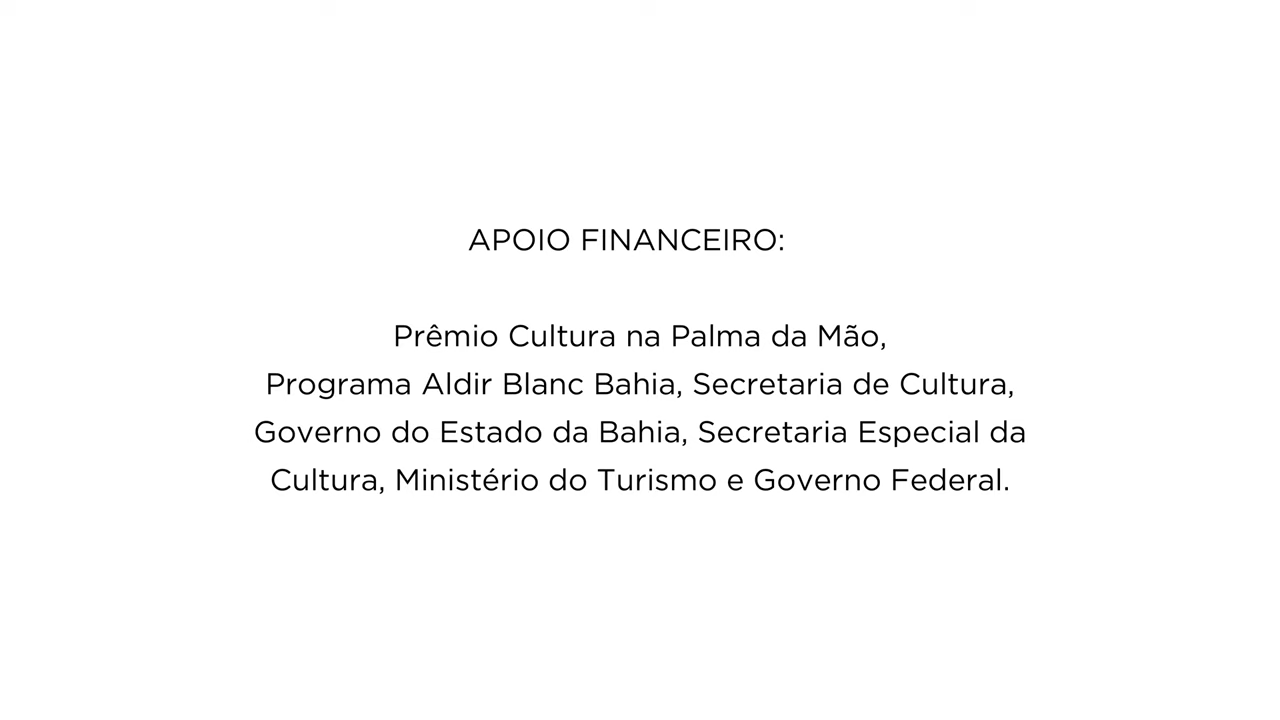 APOIO FINANCEIRO:
Prêmio Cultura na Palma da Mão,
Programa Aldir Blanc Bahia, Secretaria de Cultura,
Governo do Estado da Bahia, Secretaria Especial da
Cultura, Ministério do Turismo e Governo Federal.